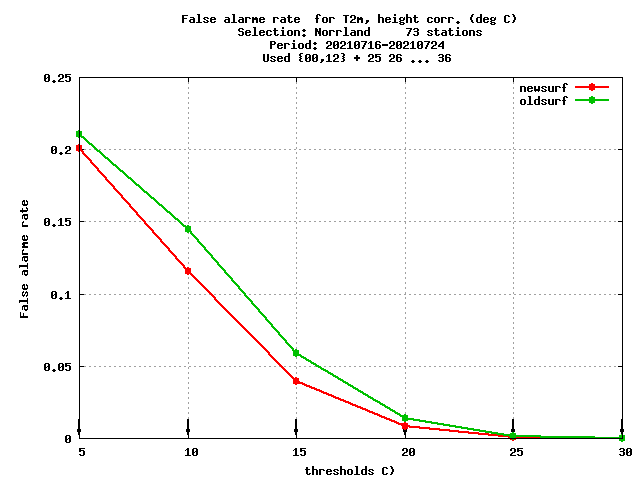 False alarme rate  for T2m, height corr. (deg C)
Selection: Norrland     73 stations
Period: 20210716-20210724
Used {00,12} + 25 26 ... 36
newsurf
oldsurf
0.25
0.2
0.15
0.1
0.05
0
False alarme rate
5 10 15 20 25 30
thresholds C)